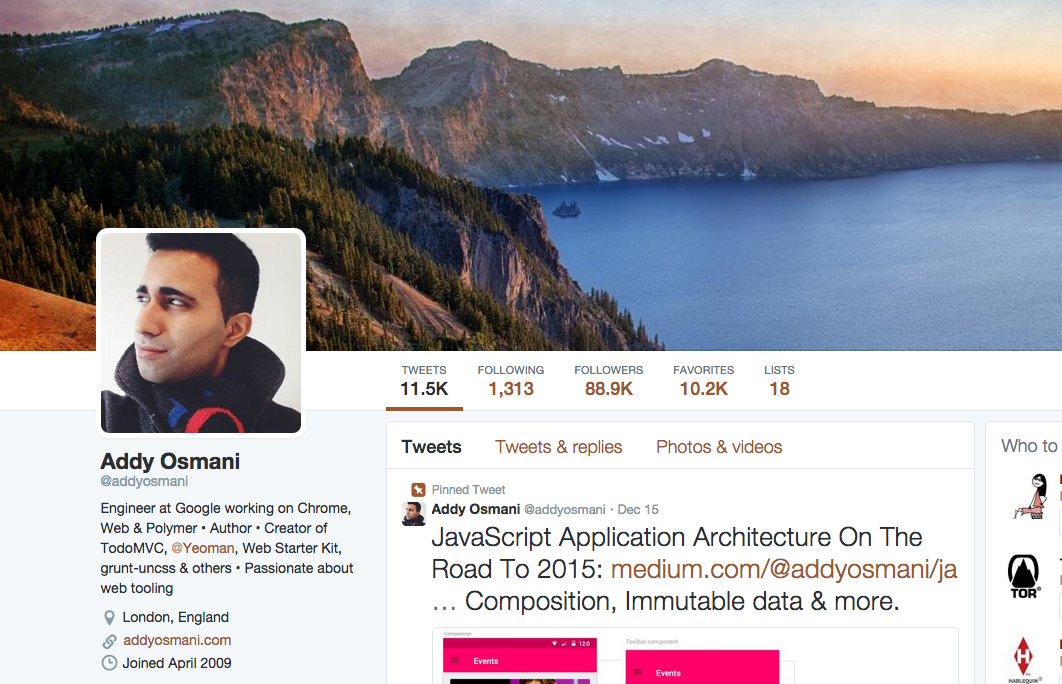 TWEETS FOLLOWING FOLLOWERS FAVORITES LISTS
11.5K 1,313 88.9K 10.2K 18
Addy Osmani
@addyosmani
Engineer at Google working on Chrome,
Web & Polymer • Author • Creator of
TodoMVC, @Yeoman, Web Starter Kit,
grunt-uncss & others • Passionate about
web tooling
London, England
addyosmani.com
Joined April 2009
Tweets Tweets & replies Photos & videos
Pinned Tweet
Addy Osmani @addyosmani · Dec 15
JavaScript Application Architecture On The
Road To 2015: medium.com/@addyosmani/ja
… Composition, Immutable data & more.
Composition
12:0
Events
Toolbar component
Events
Who to
TOR
HARLEQUIN